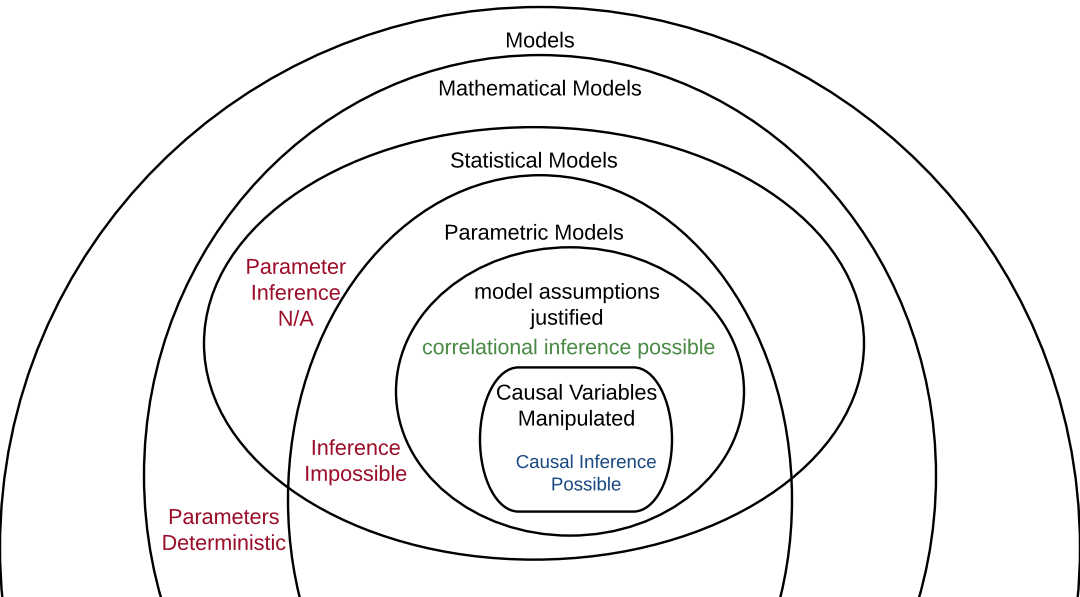 Models
Mathematical Models
Statistical Models
Parametric Models
Parameter
Inference
N/A
model assumptions
justified
correlational inference possible
Causal Variables
Manipulated
Inference
Impossible
Causal Inference
Possible
Parameters
Deterministic